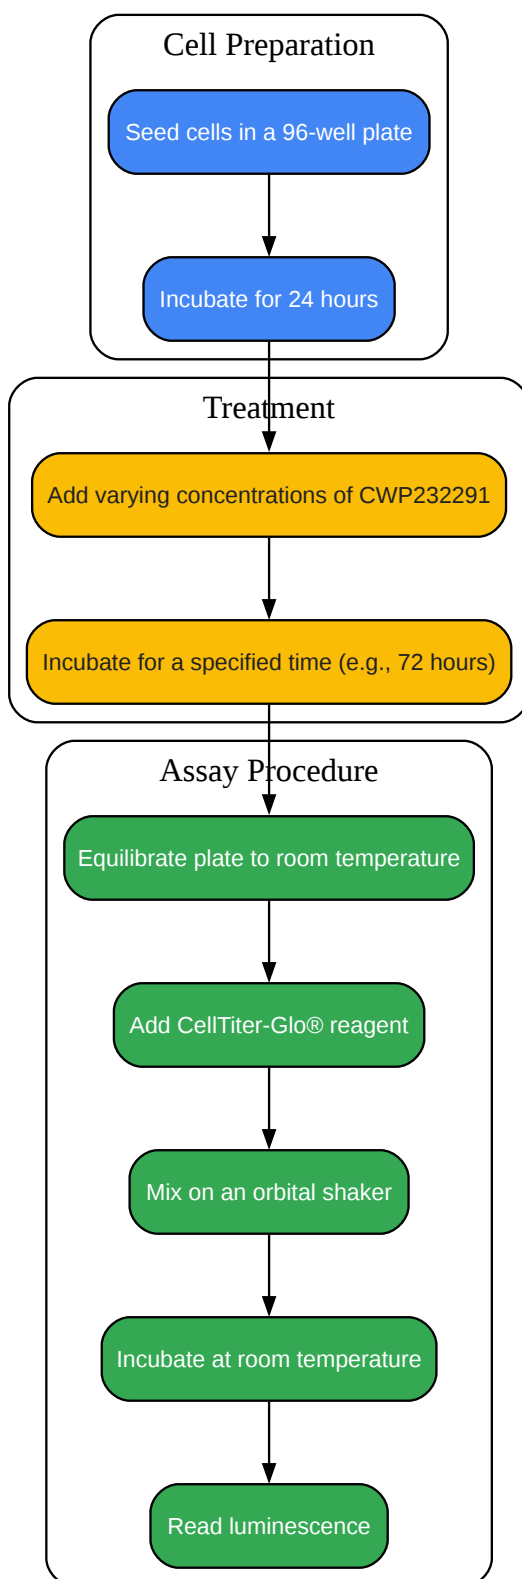 Cell Preparation
Seed cells in a 96-well plate
Incubate for 24 hours
Treatment
Add varying concentrations of CWP232291
Incubate for a specified time (e.g., 72 hours)
Assay Procedure
Equilibrate plate to room temperature
Add CellTiter-Glo® reagent
Mix on an orbital shaker
Incubate at room temperature
Read luminescence